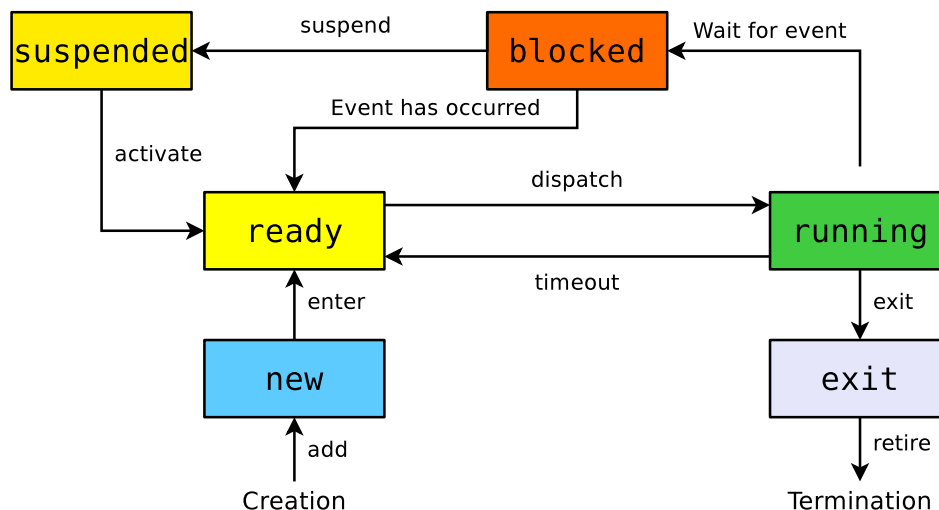 suspend
Wait for event
suspended
blocked
Event has occurred
activate
dispatch
ready
running
timeout
enter
exit
new
exit
add
retire
Creation
Termination